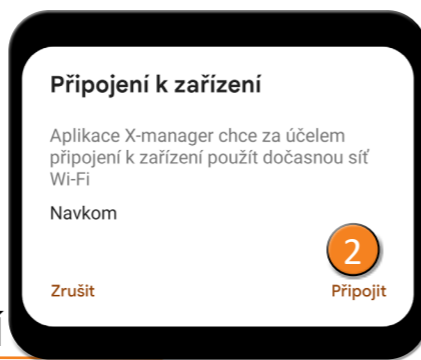 Připojení k zařízení
Aplikace X-manager chce za účelem
připojení k zařízení použít dočasnou síť
Wi-Fi
Navkom
2
Zrušit
Připojit
í